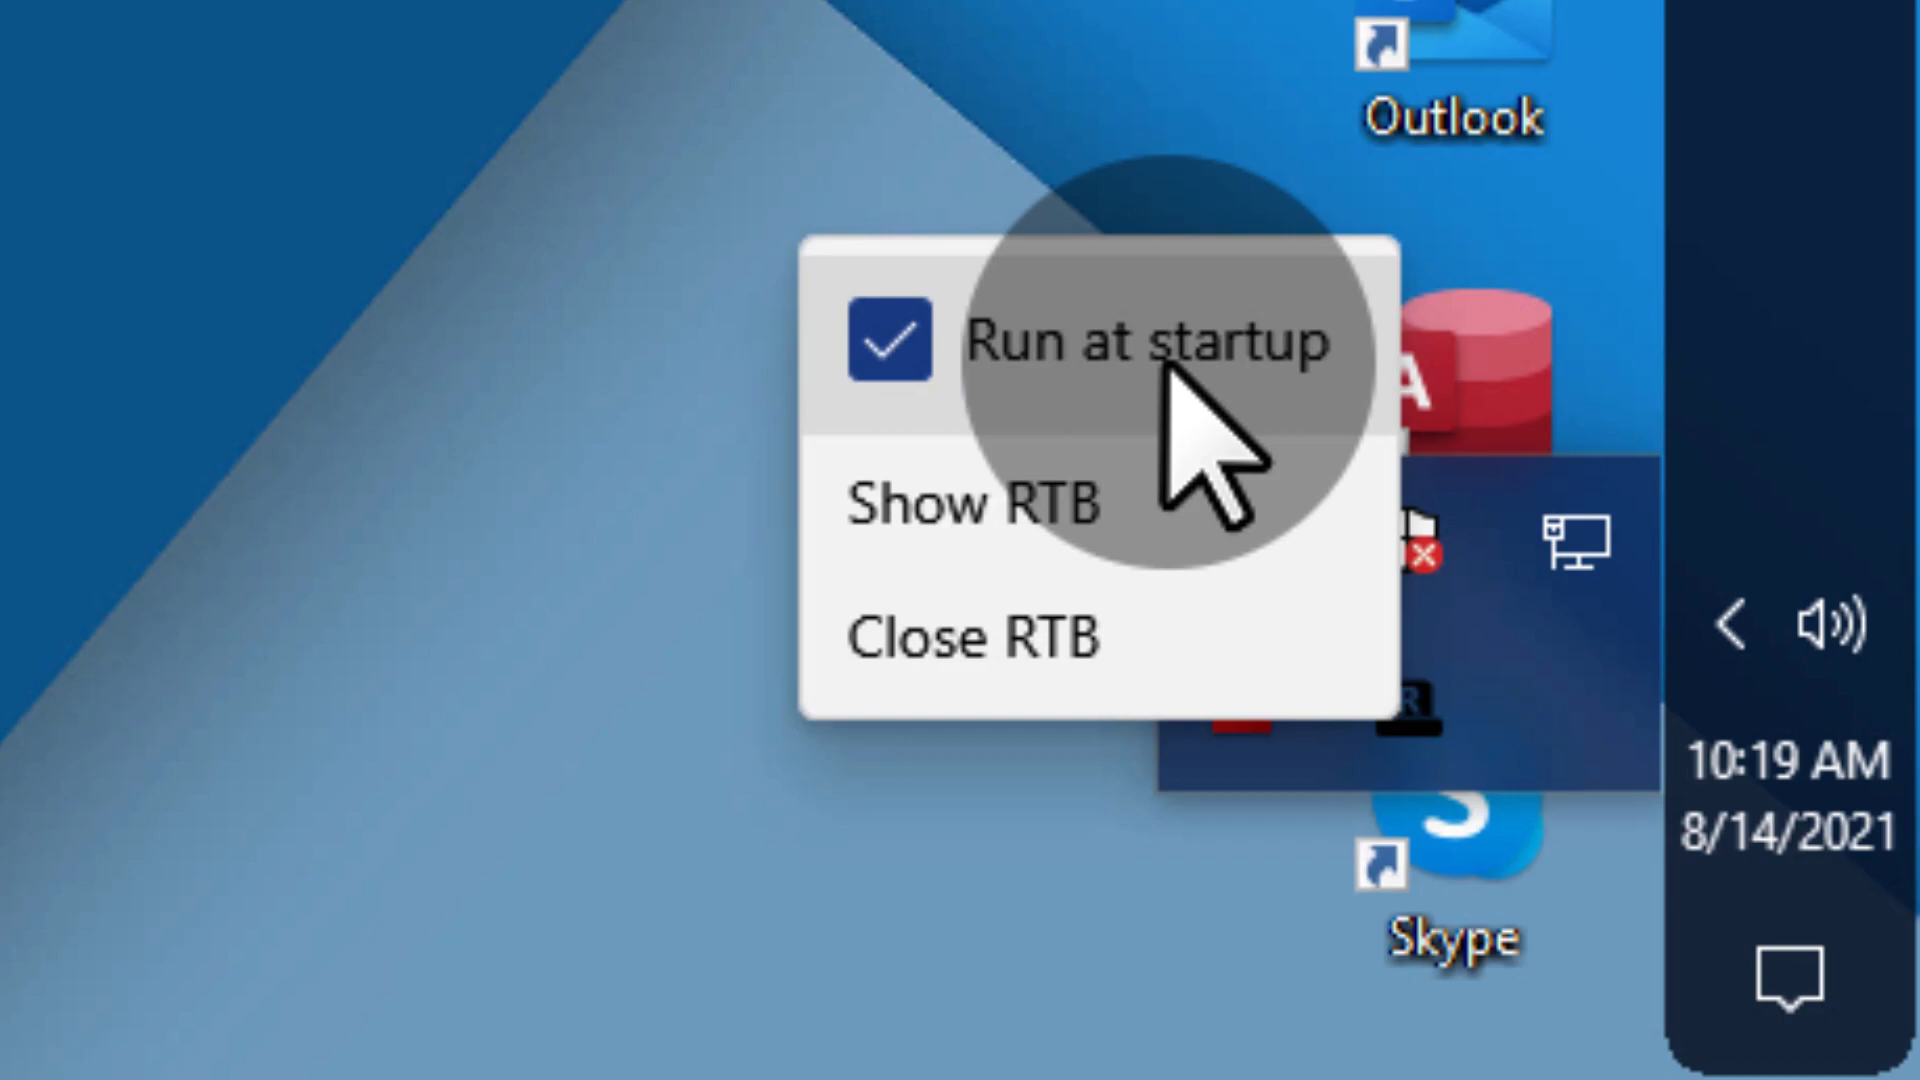 Outlook
Run at startup
A
Show RTB
Close RTB
R
10:19 AM
8/14/2021
S
Skype